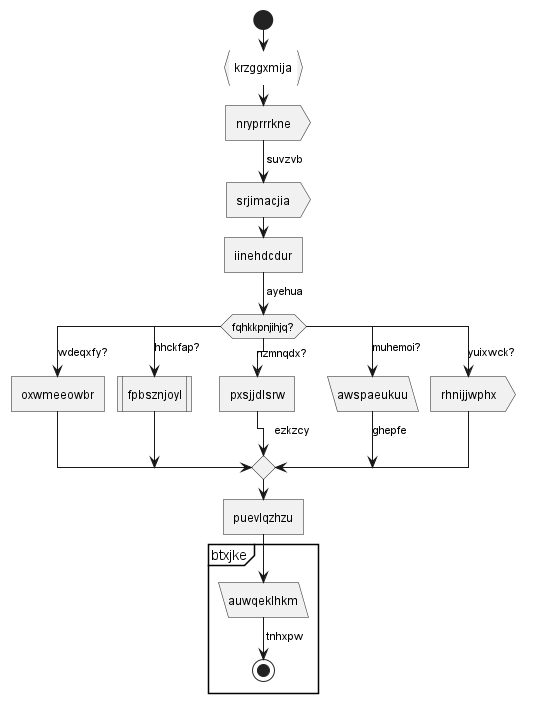 krzggxmija
nryprrrkne
suvzvb
srjimacjia
iinehdcdur
ayehua
fqhkkpnjihjq?
wdeqxfy?
hhckfap?
muhemoi?
yuixwck?
oxwmeeowbr
fpbsznjoyl
pxsjjdlsrw
awspaeukuu
rhnijjwphx
ezkzcy
ghepfe
puevlqzhzu
btxjke
auwqeklhkm
tnhxpw